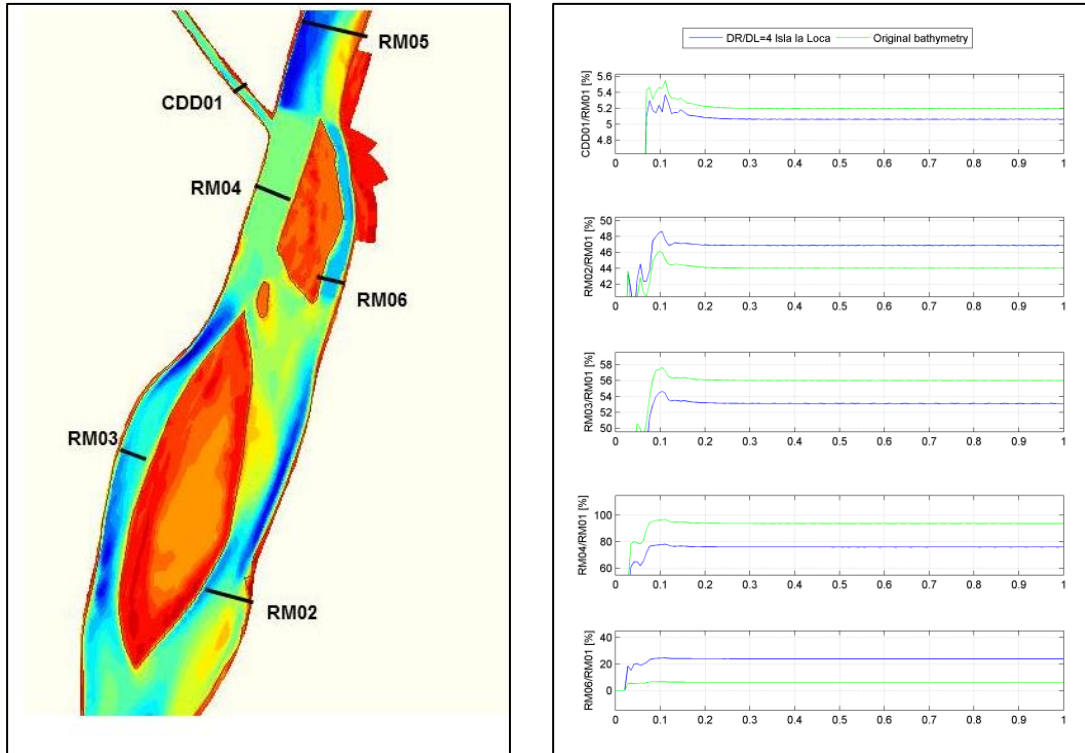 RM05
CDD01
RM04
RM06
RM03
RM02
DR/DL=4 Isla la Loca Original bathymetry
CDD01/RM01 [%]
5.6
5.4
5.2
5
4.8
0 0.1 0.2 0.3 0.4 0.5 0.6 0.7 0.8 0.9 1
RM02/RM01 [%]
50
48
46
44
42
0 0.1 0.2 0.3 0.4 0.5 0.6 0.7 0.8 0.9 1
RM03/RM01 [%]
58
56
54
52
50
0 0.1 0.2 0.3 0.4 0.5 0.6 0.7 0.8 0.9 1
RM04/RM01 [%]
100
80
60
0 0.1 0.2 0.3 0.4 0.5 0.6 0.7 0.8 0.9 1
RM06/RM01 [%]
40
20
0
0 0.1 0.2 0.3 0.4 0.5 0.6 0.7 0.8 0.9 1